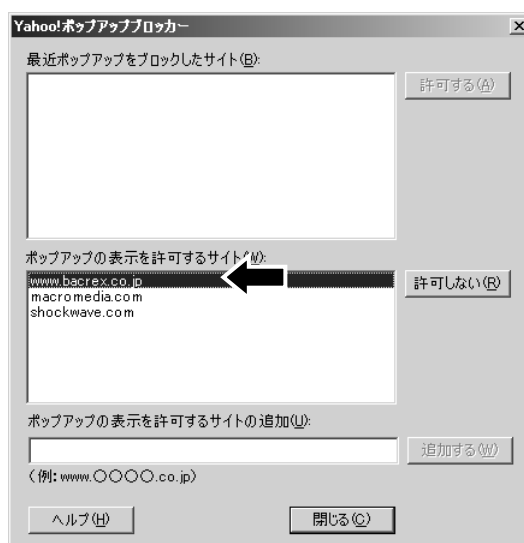 Yahoo!ポップアップブロッカー
最近ポップアップをブロックしたサイト(B):
許可する(A)
ポップアップの表示を許可するサイト(W):
www.bacrex.co.jp
許可しない(R)
macromedia.com
shockwave.com
ポップアップの表示を許可するサイトの追加(U):
追加する(W)
(例: www.〇〇〇〇.co.jp)
ヘルプ(H) 閉じる(C)